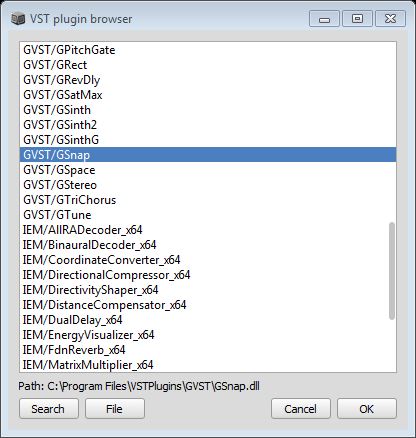 VST plugin browser
GVST/GPitchGate
GVST/GRect
GVST/GRevDly
GVST/GSatMax
GVST/GSinth
GVST/GSinth2
GVST/GSinthG
GVST/GSnap
GVST/GSpace
GVST/GStereo
GVST/GTriChorus
GVST/GTune
IEM/AllRADecoder_x64
IEM/BinauralDecoder_x64
IEM/CoordinateConverter_x64
IEM/DirectionalCompressor_x64
IEM/DirectivityShaper_x64
IEM/DistanceCompensator_x64
IEM/DualDelay_x64
IEM/EnergyVisualizer_x64
IEM/FdnReverb_x64
IEM/MatrixMultiplier_x64
Path: C:\Program Files\VSTPlugins\GVST\GSnap.dll
Search File Cancel OK